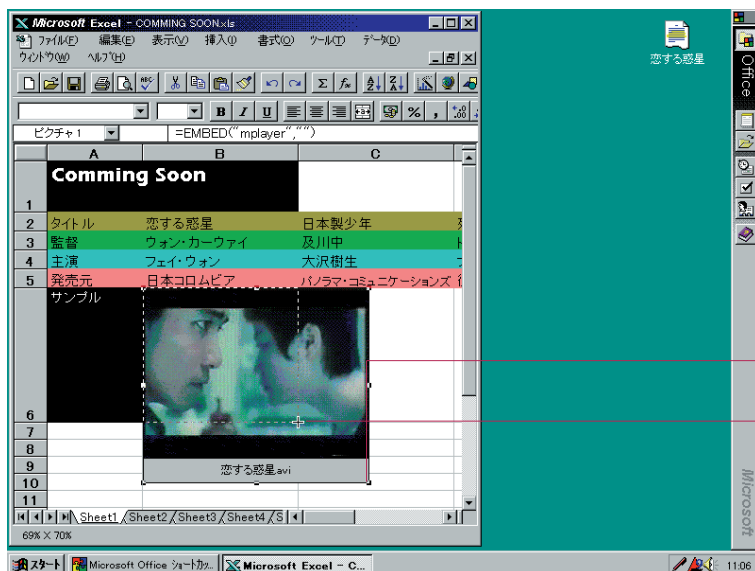 Microsoft Excel - COMMING SOON.xls
ファイル(F) 編集(E) 表示(V) 挿入(I) 書式(O) ツール(T) データ(D)
ウィンドウ(W) ヘルプ(H)
ピクチャ 1 =EMBED("mplayer","")
A B C
Comming Soon
1
2 タイトル 恋する惑星 日本製少年
3 監督 ウォン・カーウァイ 及川中
4 主演 フェイ・ウォン 大沢樹生
5 発売元 日本コロムビア パノラマ・コミュニケーションズ
サンプル
6
7
8
9 恋する惑星.avi
10
11
Sheet1 Sheet2 Sheet3 Sheet4 S
69% X 70%
恋する惑星
Office
Microsoft
スタート Microsoft Office ショートカッ... Microsoft Excel - C... 11:06